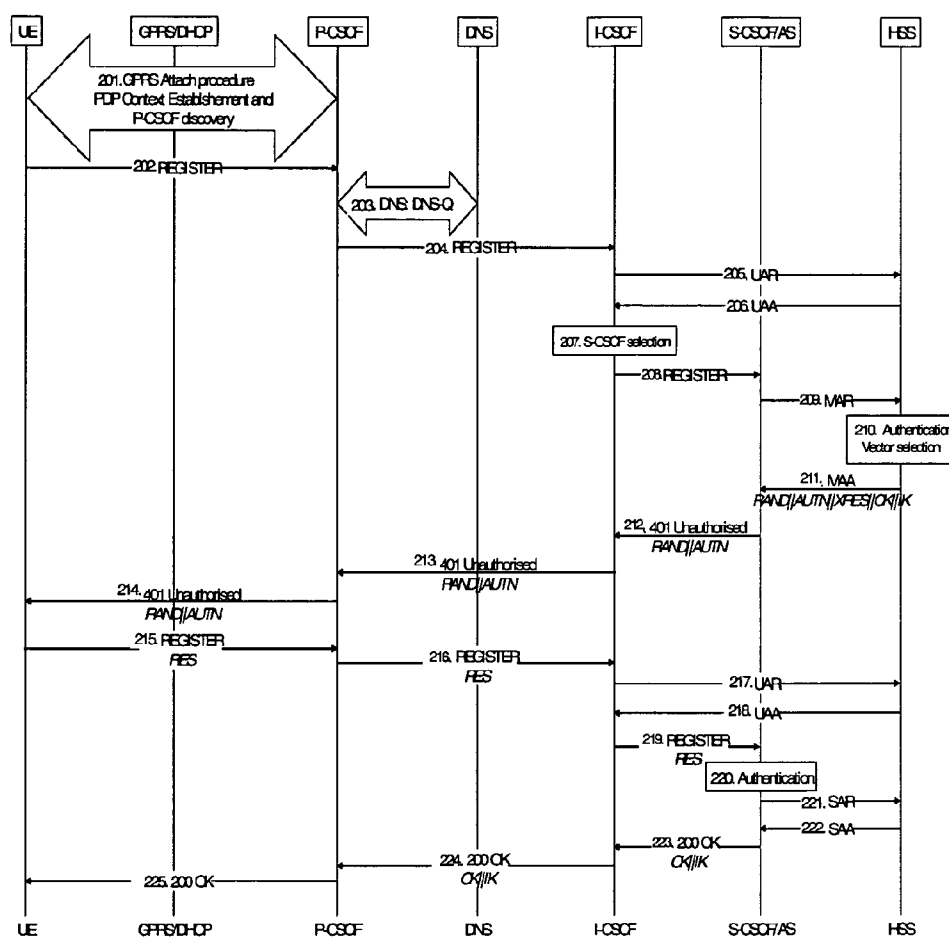 UE GPRS/DHCP P-CSCF DNS I-CSCF S-CSCF/AS HSS
201. GPRS Attach procedure
PDP Context Establishement and
P-CSCF discovery
202. REGISTER
203. DNS: DNS-Q
204. REGISTER
205. UAR
206. UAA
207. S-CSCF selection
208. REGISTER
209. MAR
210. Authentication
Vector selection
211. MAA
RAND||AUTN||XRES||CK||IK
212. 401 Unauthorised
RAND||AUTN
213. 401 Unauthorised
RAND||AUTN
214. 401 Unauthorised
RAND||AUTN
215. REGISTER
RES
216. REGISTER
RES
217. UAR
218. UAA
219. REGISTER
RES
220. Authentication
221. SAR
222. SAA
223. 200 OK
CK||IK
224. 200 OK
CK||IK
225. 200 OK
UE GPRS/DHCP P-CSCF DNS I-CSCF S-CSCF/AS HSS